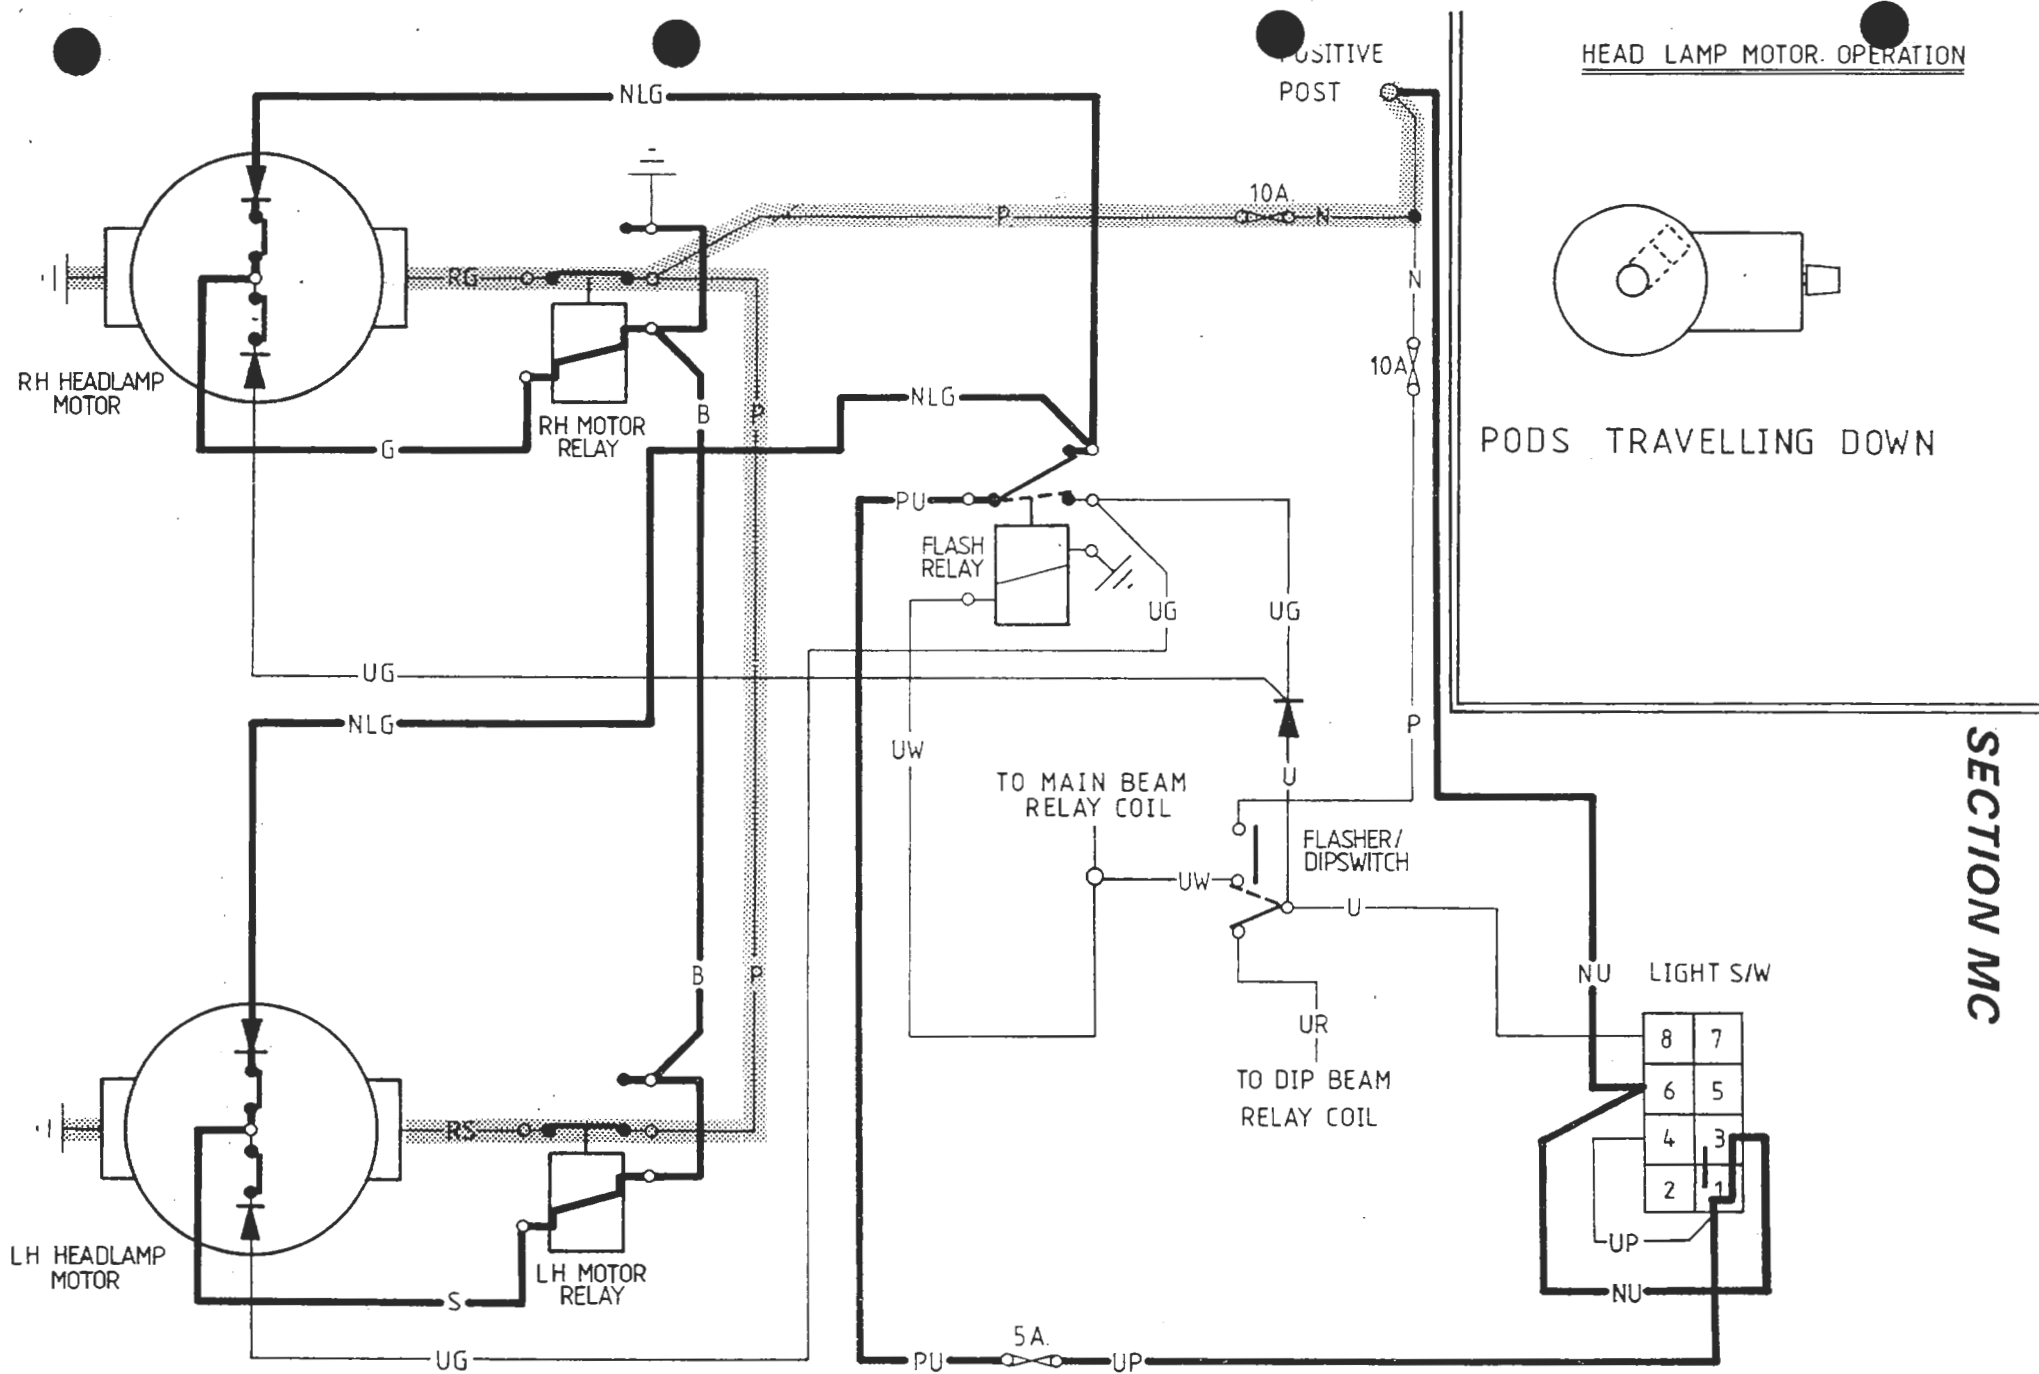 POSITIVE
POST
HEAD LAMP MOTOR. OPERATION
NLG
10A.
P
N
RG
N
10A
RH HEADLAMP
MOTOR
RH MOTOR
RELAY
B
P
NLG
G
PODS TRAVELLING DOWN
PU
FLASH
RELAY
UG
UG
UG
NLG
UW
P
U
TO MAIN BEAM
RELAY COIL
FLASHER/
DIPSWITCH
UW
U
SECTION MC
B
P
NU
LIGHT S/W
UR
TO DIP BEAM
RELAY COIL
8 7
6 5
4 3
2 1
RS
LH HEADLAMP
MOTOR
LH MOTOR
RELAY
S
UP
NU
UG
5A.
PU
UP